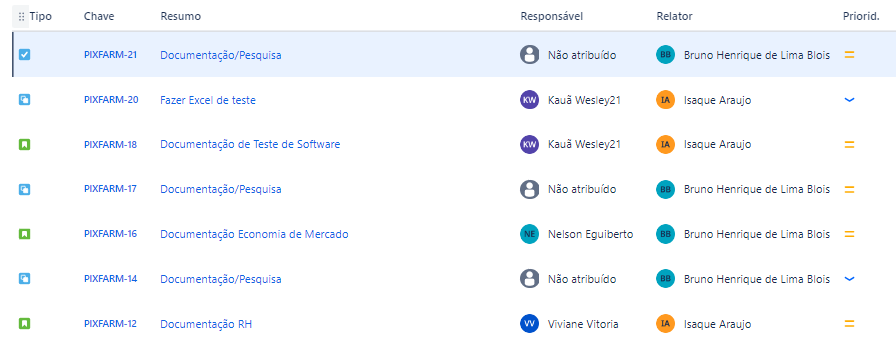 Tipo Chave Resumo Responsável Relator Priorid.
PIXFARM-21 Documentação/Pesquisa Não atribuído BB Bruno Henrique de Lima Blois
PIXFARM-20 Fazer Excel de teste KW Kauã Wesley21 IA Isaque Araujo
PIXFARM-18 Documentação de Teste de Software KW Kauã Wesley21 IA Isaque Araujo
PIXFARM-17 Documentação/Pesquisa Não atribuído BB Bruno Henrique de Lima Blois
PIXFARM-16 Documentação Economia de Mercado NE Nelson Eguiberto BB Bruno Henrique de Lima Blois
PIXFARM-14 Documentação/Pesquisa Não atribuído BB Bruno Henrique de Lima Blois
PIXFARM-12 Documentação RH VV Viviane Vitoria IA Isaque Araujo